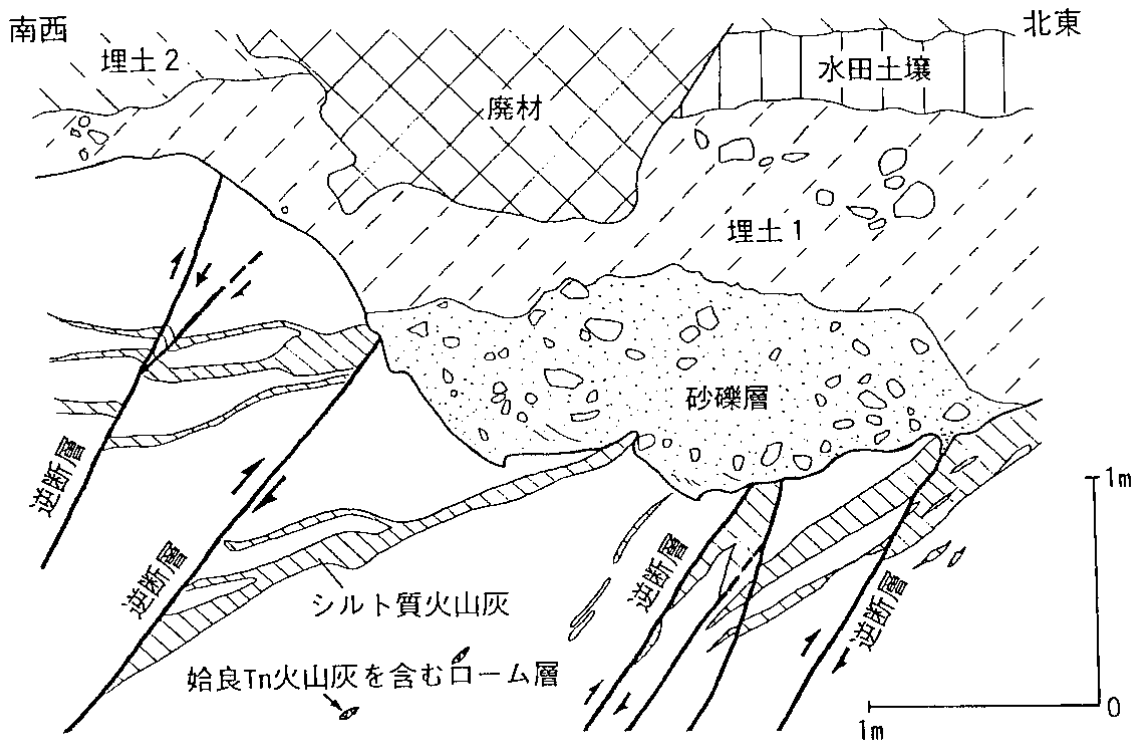 南西
北東
埋土2
廃材
水田土壌
埋土1
砂礫層
逆断層
逆断層
シルト質火山灰
姶良Tn火山灰を含むローム層
逆断層
逆断層
1m
0
1m